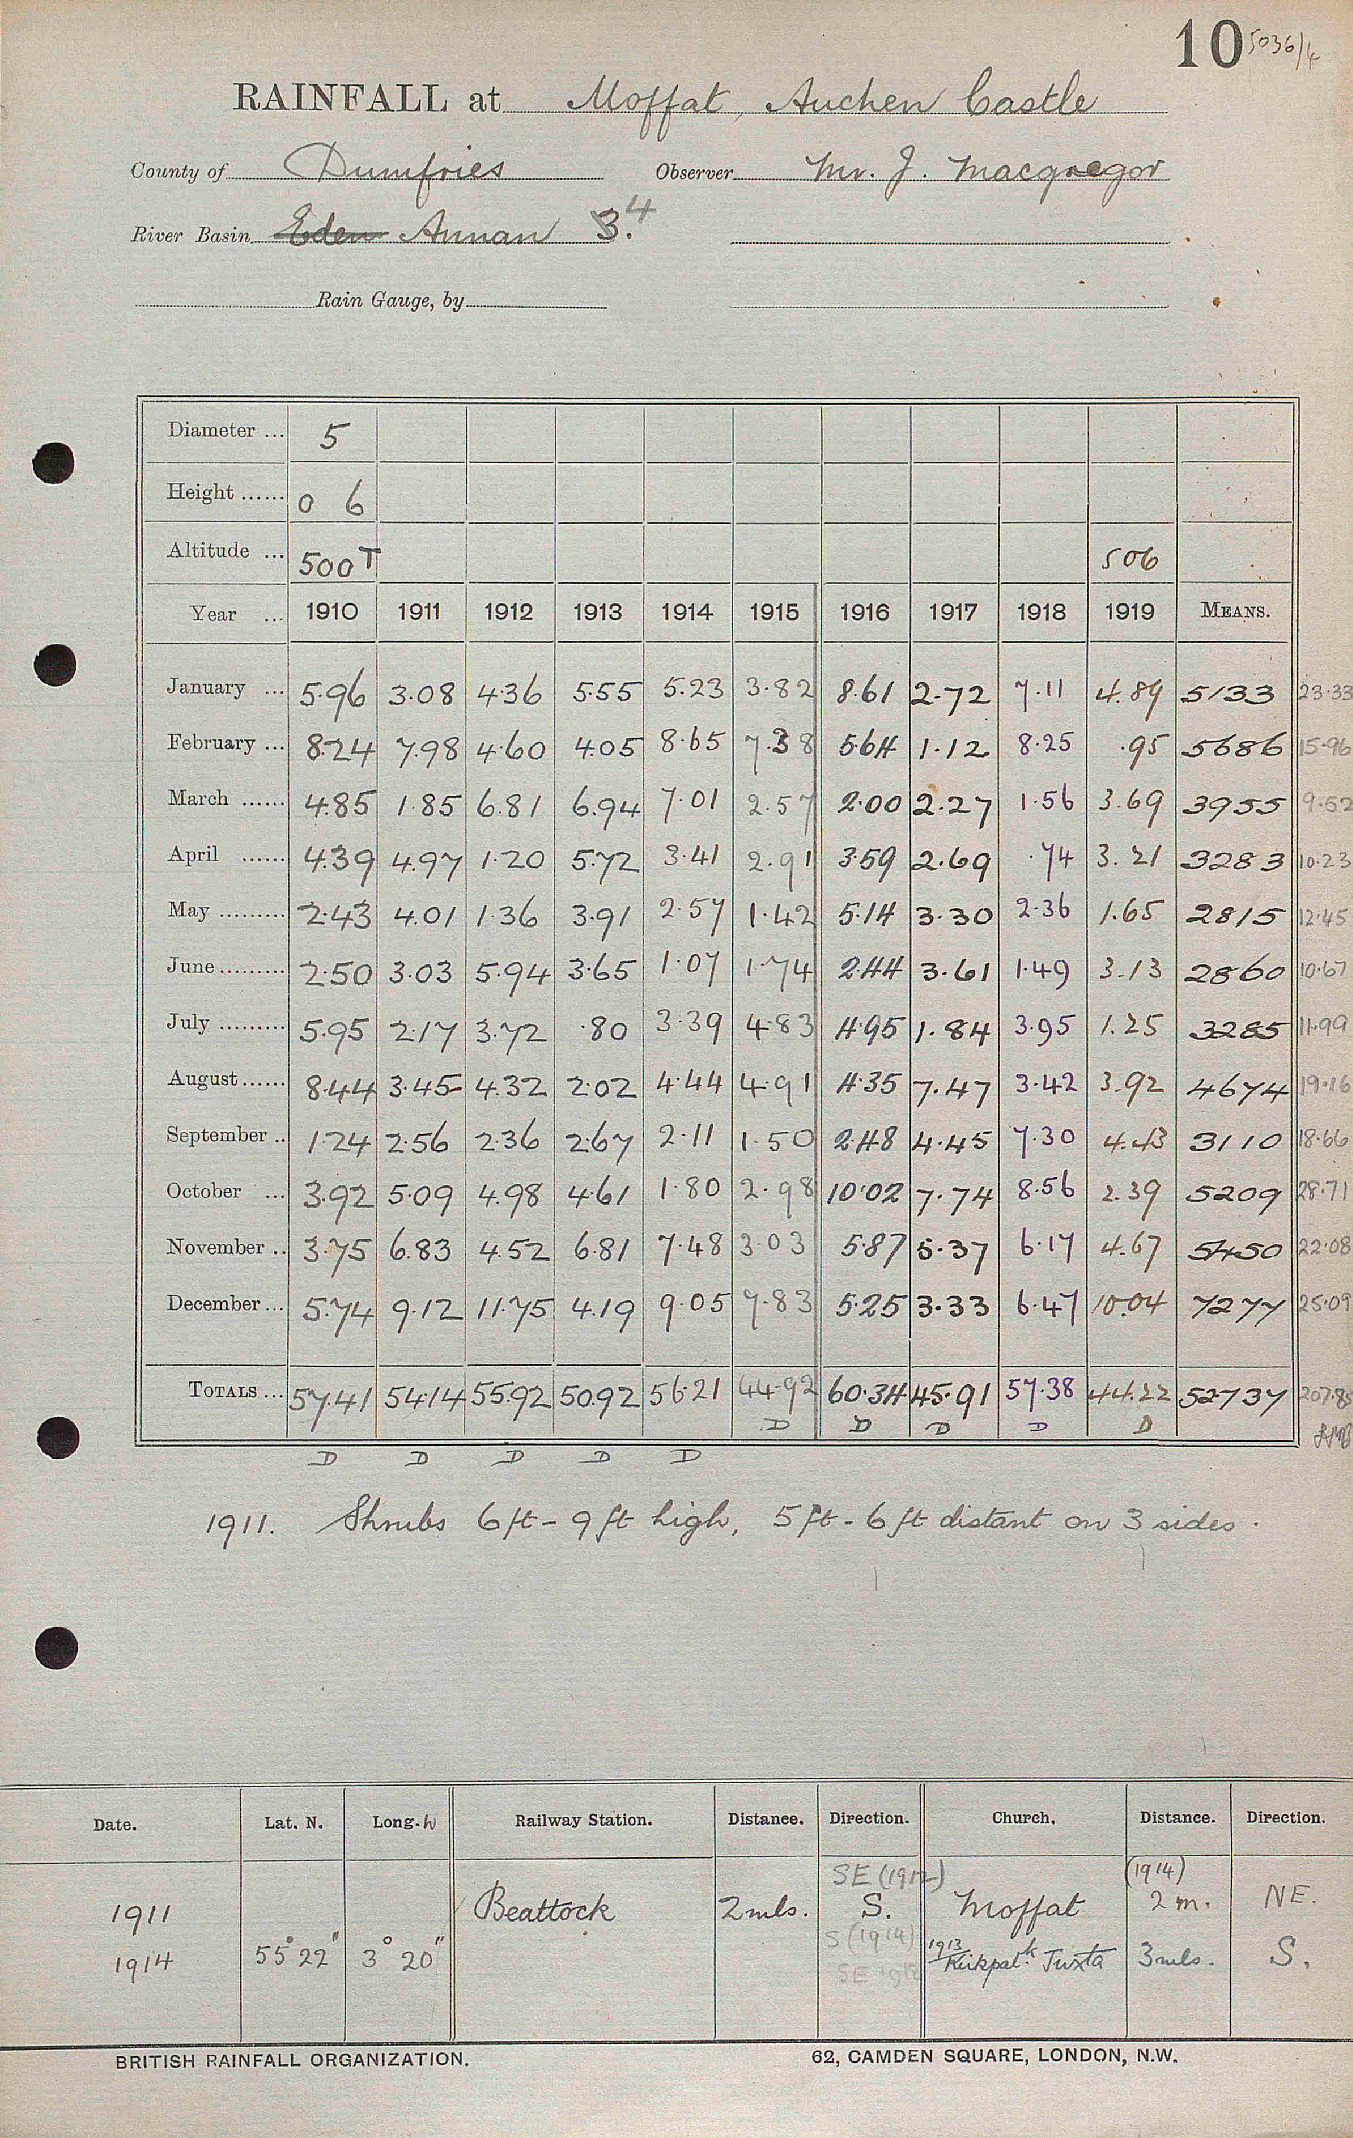 10 5036/4
RAINFALL at Moffat, Auchen Castle
County of Dumfries Observer Mr. J. Macgregor
River Basin Eden Annan 3. 4
Rain Gauge, by
Diameter ... 5
Height ...... 0 6
Altitude ... 500 T 506
Year ... 1910 1911 1912 1913 1914 1915 1916 1917 1918 1919 MEANS.
January ... 5.96 3.08 4.36 5.55 5.23 3.82 8.61 2.72 7.11 4.89 5133 23.33
February ... 8.24 7.98 4.60 4.05 8.65 7.38 5.64 1.12 8.25 .95 5686 15.96
March ...... 4.85 1.85 6.81 6.94 7.01 2.57 2.00 2.27 1.56 3.69 3955 9.52
April ...... 4.39 4.97 1.20 5.72 3.41 2.91 3.59 2.69 .74 3.21 3283 10.23
May ......... 2.43 4.01 1.36 3.91 2.57 1.42 5.14 3.30 2.36 1.65 2815 12.45
June ......... 2.50 3.03 5.94 3.65 1.07 1.74 2.44 3.61 1.49 3.13 2860 10.67
July ......... 5.95 2.17 3.72 .80 3.39 4.83 4.95 1.84 3.95 1.25 3285 11.99
August ...... 8.44 3.45 4.32 2.02 4.44 4.91 4.35 7.47 3.42 3.92 4674 19.16
September .. 1.24 2.56 2.36 2.67 2.11 1.50 2.48 4.45 7.30 4.43 3110 18.66
October ... 3.92 5.09 4.98 4.61 1.80 2.98 10.02 7.74 8.56 2.39 5209 28.71
November .. 3.75 6.83 4.52 6.81 7.48 3.03 5.87 5.37 6.17 4.67 5450 22.08
December ... 5.74 9.12 11.75 4.19 9.05 7.83 5.25 3.33 6.47 10.04 7277 25.09
TOTALS ... 57.41 54.14 55.92 50.92 56.21 44.92 60.34 45.91 57.38 44.22 52737 207.85
D D D D D
D D D D D
1911. Shrubs 6 ft - 9 ft high, 5 ft - 6 ft distant on 3 sides.
Date. Lat. N. Long. W Railway Station. Distance. Direction. Church. Distance. Direction.
SE (1912) (1914)
1911 Beattock 2 mls. S. Moffat 2 m. NE.
S (1914)
1914 55° 22" 3° 20" 1913 Kirkpat.k Juxta 3 mls. S.
BRITISH RAINFALL ORGANIZATION. 62, CAMDEN SQUARE, LONDON, N.W.